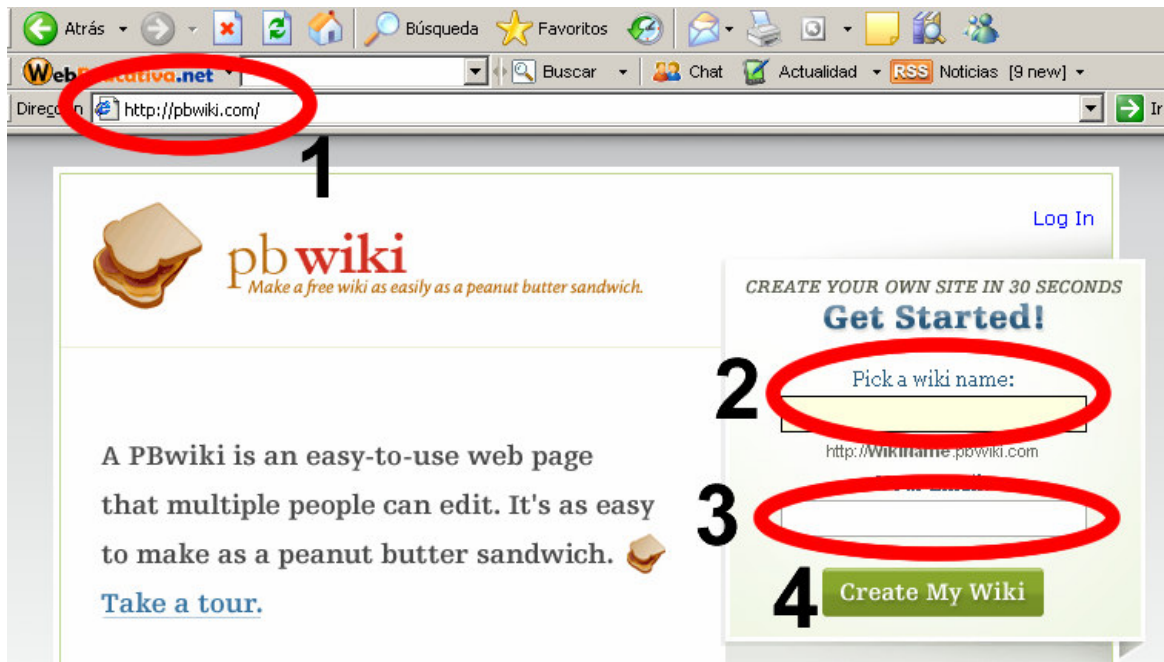 Atrás Búsqueda Favoritos
Buscar Chat Actualidad RSS Noticias [9 new]
http://pbwiki.com/ Ir
1
Log In
pbwiki
Make a free wiki as easily as a peanut butter sandwich.
CREATE YOUR OWN SITE IN 30 SECONDS
Get Started!
2
Pick a wiki name:
http://Wikiname.pbwiki.com
3
A PBwiki is an easy-to-use web page
that multiple people can edit. It's as easy
to make as a peanut butter sandwich.
Take a tour.
4
Create My Wiki